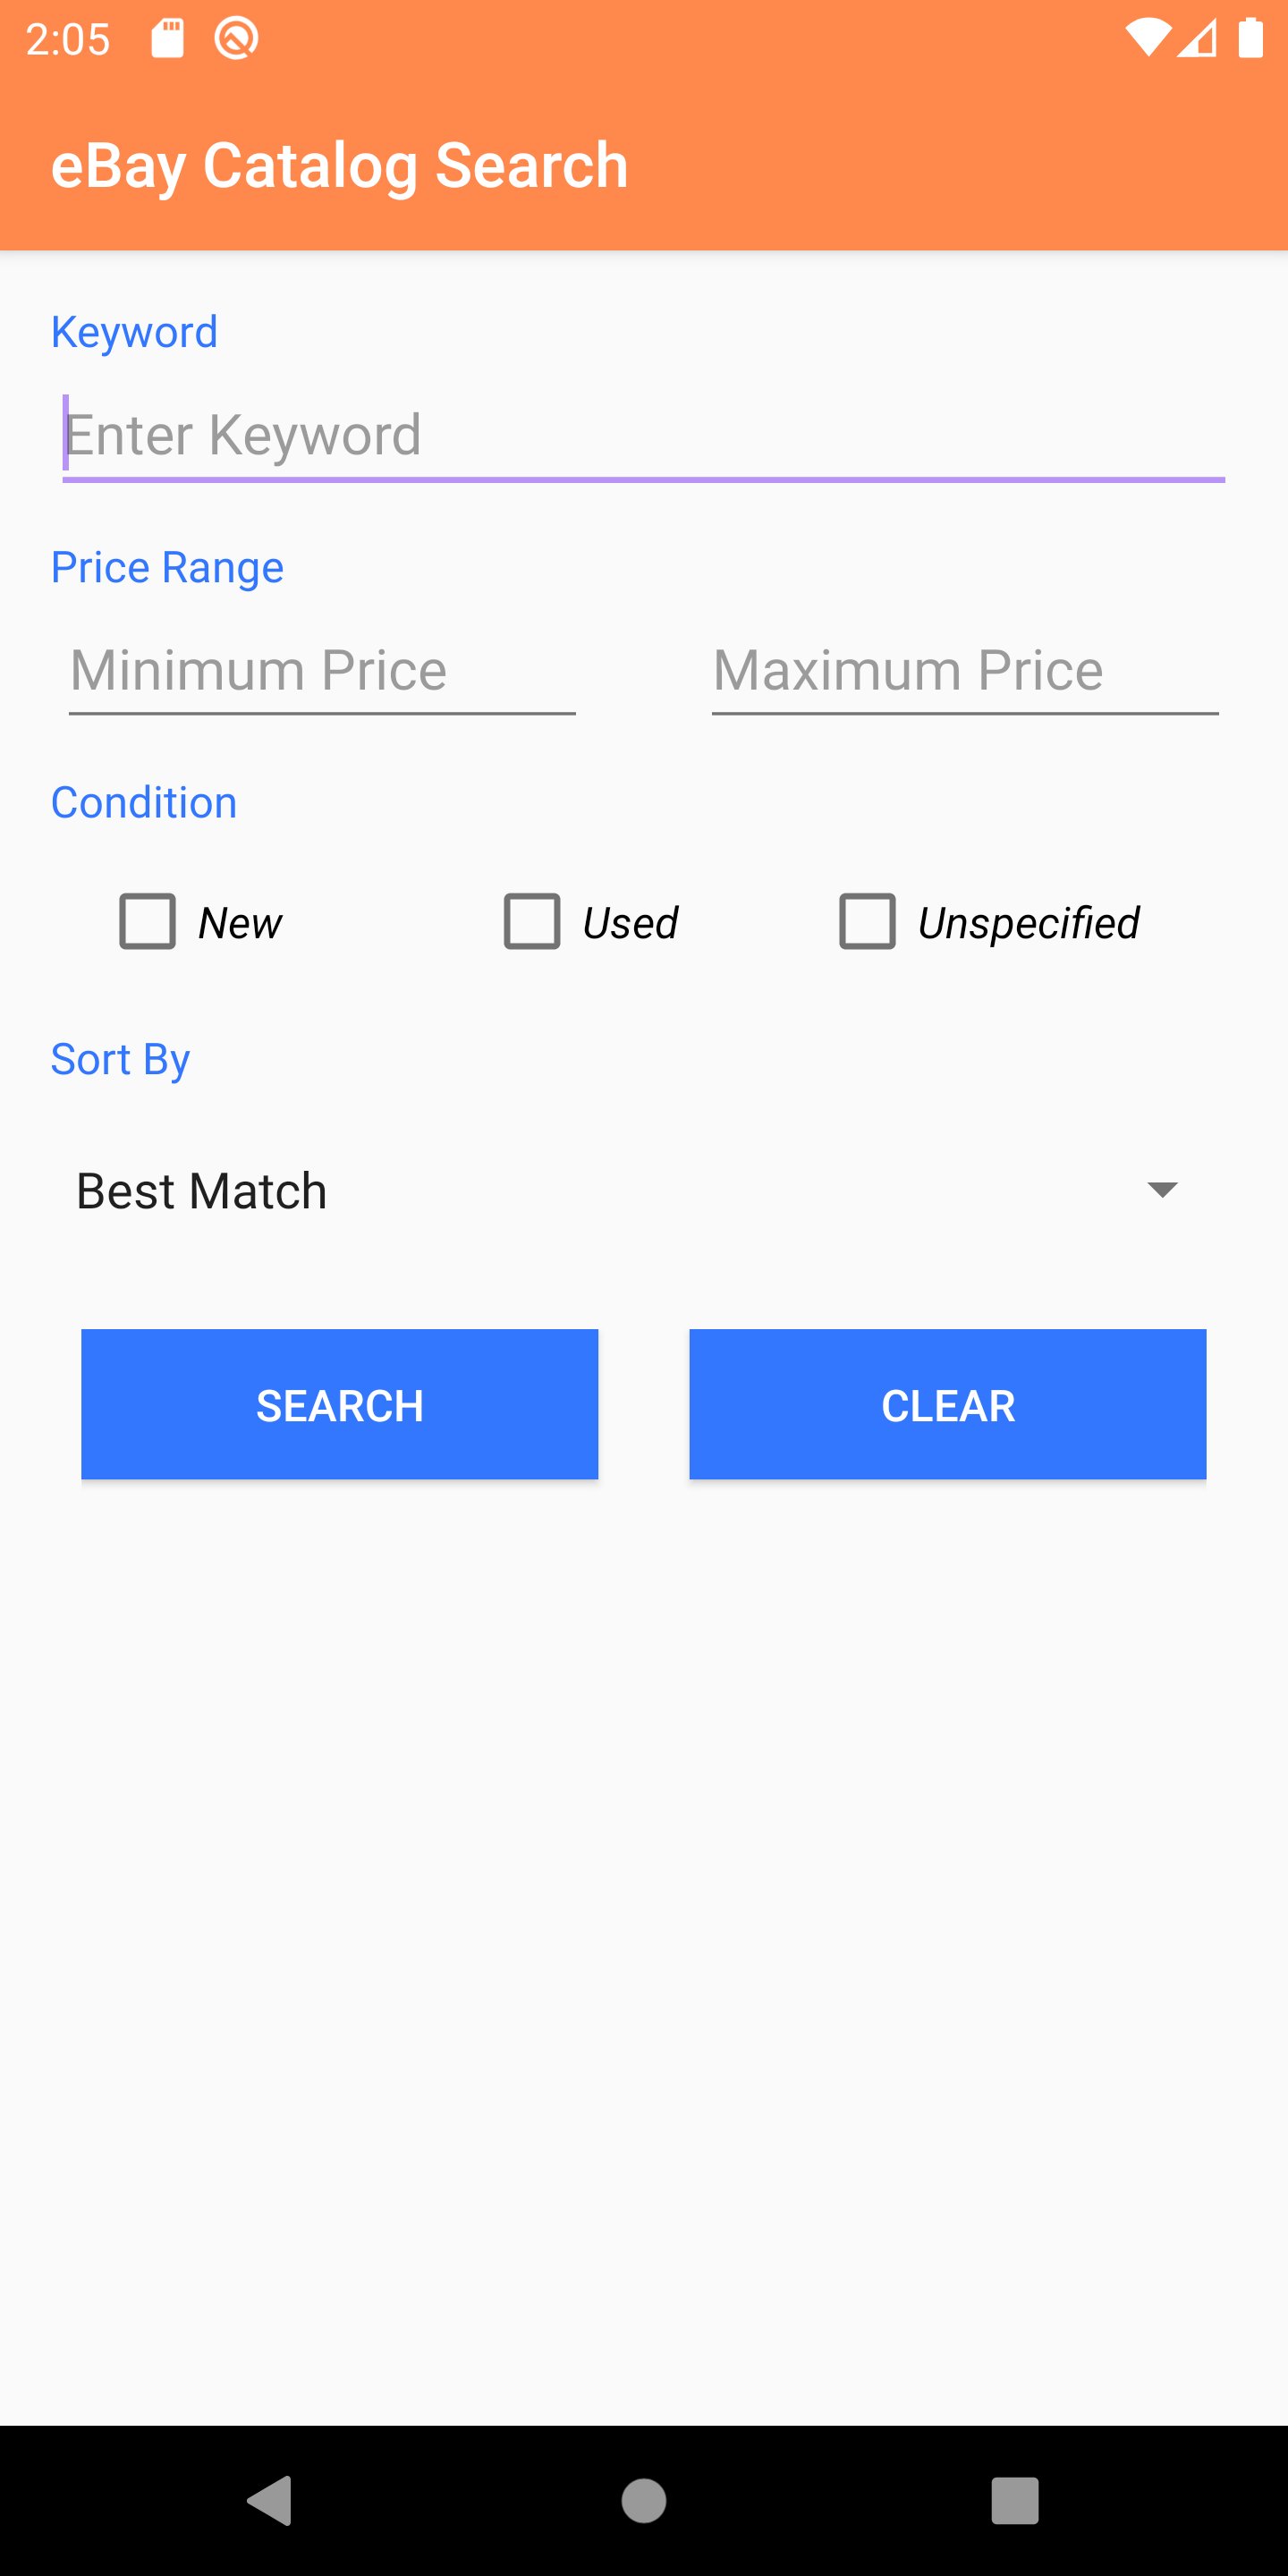 2:05
eBay Catalog Search
Keyword
Enter Keyword
Price Range
Minimum Price Maximum Price
Condition
New Used Unspecified
Sort By
Best Match
SEARCH CLEAR